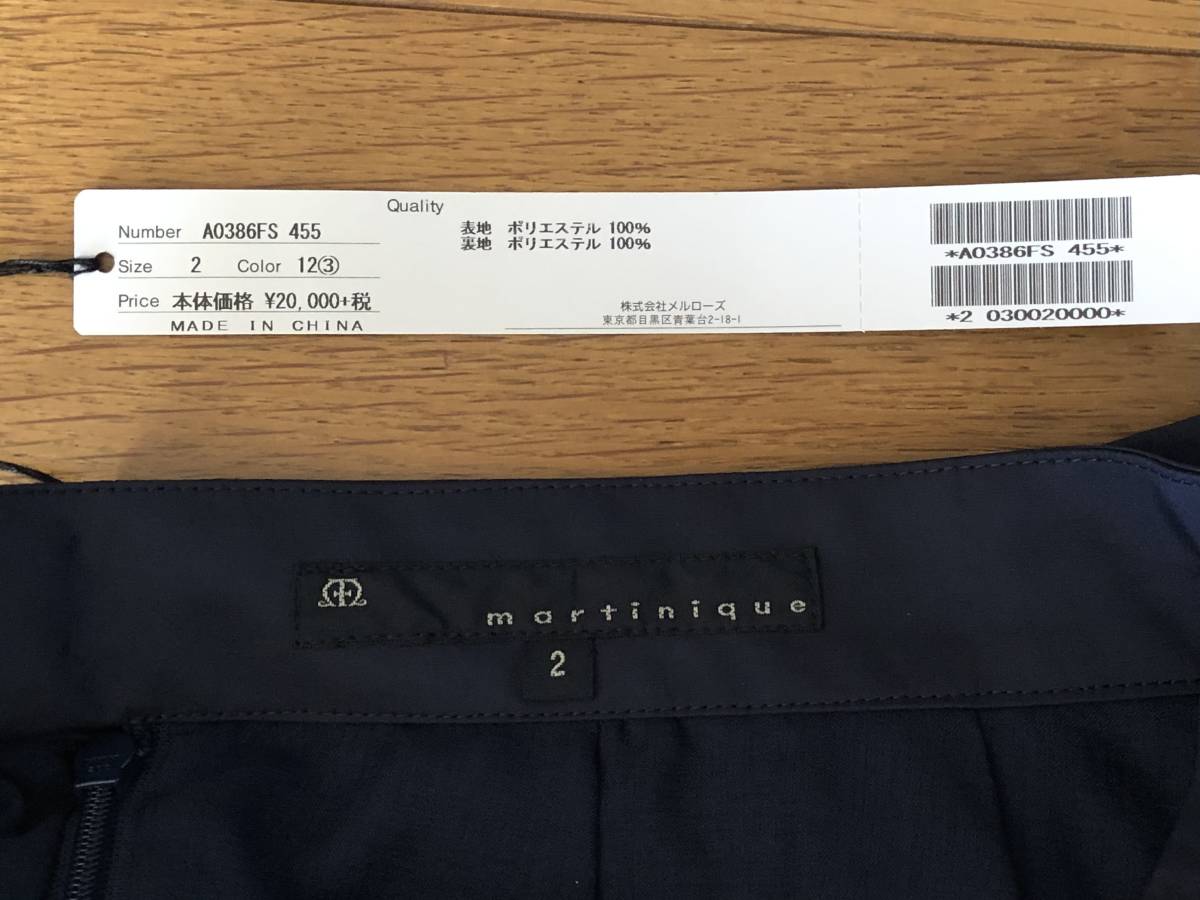 Quality
Number A0386FS 455
Size 2 Color 12③
Price 本体価格 ¥20,000+税
MADE IN CHINA
表地 ポリエステル 100%
裏地 ポリエステル 100%
株式会社メルローズ
東京都目黒区青葉台2-18-1
*A0386FS 455*
*2 030020000*
martinique
2